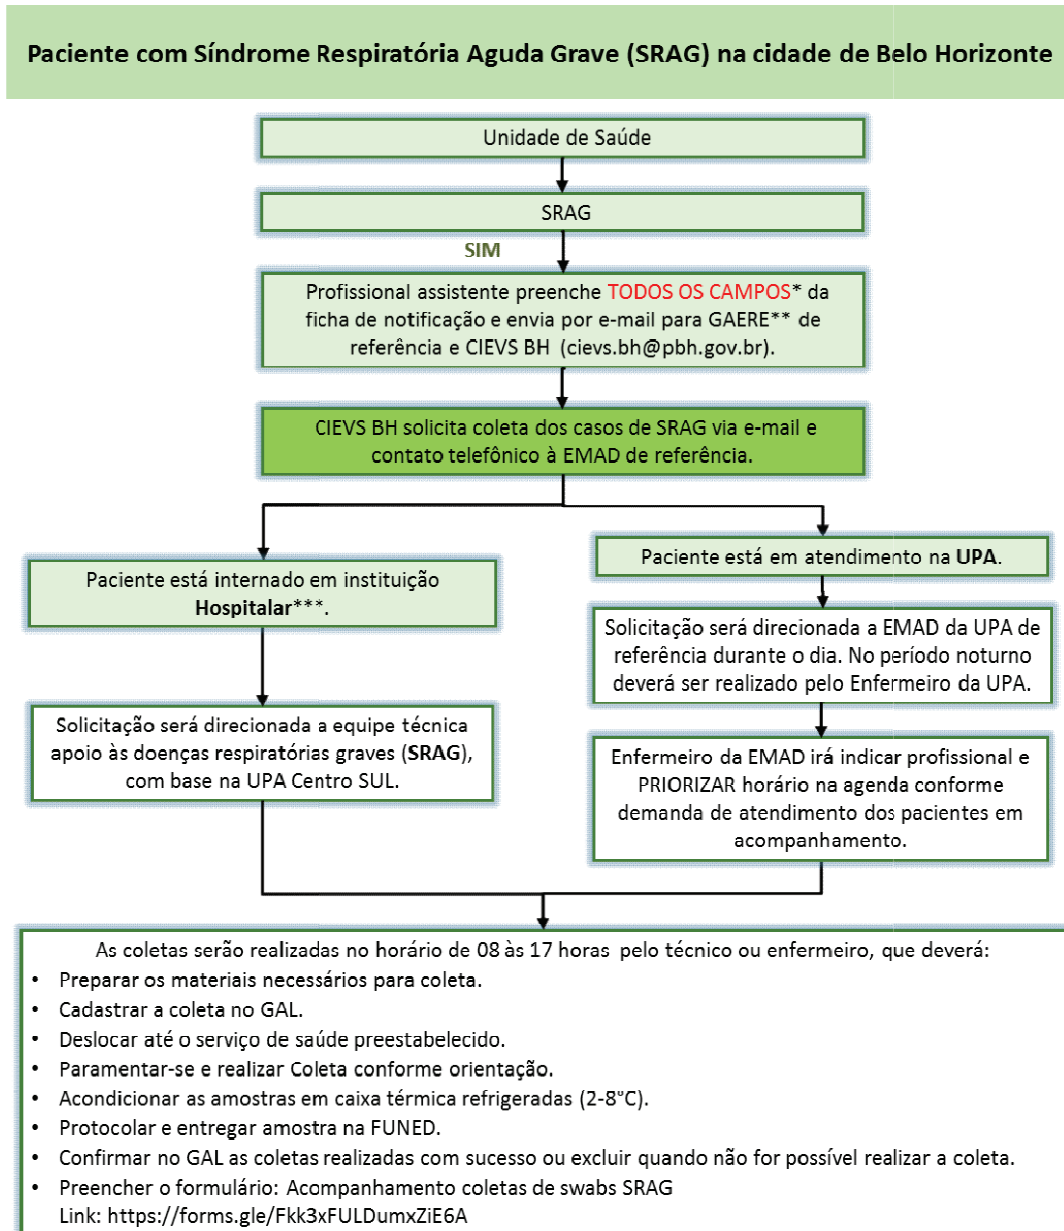 Paciente com Síndrome Respiratória Aguda Grave (SRAG) na cidade de Belo Horizonte
Unidade de Saúde
SRAG
SIM
Profissional assistente preenche TODOS OS CAMPOS* da
ficha de notificação e envia por e-mail para GAERE** de
referência e CIEVS BH (cievs.bh@pbh.gov.br).
CIEVS BH solicita coleta dos casos de SRAG via e-mail e
contato telefônico à EMAD de referência.
Paciente está internado em instituição
Hospitalar***.
Solicitação será direcionada a equipe técnica
apoio às doenças respiratórias graves (SRAG),
com base na UPA Centro SUL.
Paciente está em atendimento na UPA.
Solicitação será direcionada a EMAD da UPA de
referência durante o dia. No período noturno
deverá ser realizado pelo Enfermeiro da UPA.
Enfermeiro da EMAD irá indicar profissional e
PRIORIZAR horário na agenda conforme
demanda de atendimento dos pacientes em
acompanhamento.
As coletas serão realizadas no horário de 08 às 17 horas pelo técnico ou enfermeiro, que deverá:
• Preparar os materiais necessários para coleta.
• Cadastrar a coleta no GAL.
• Deslocar até o serviço de saúde preestabelecido.
• Paramentar-se e realizar Coleta conforme orientação.
• Acondicionar as amostras em caixa térmica refrigeradas (2-8°C).
• Protocolar e entregar amostra na FUNED.
• Confirmar no GAL as coletas realizadas com sucesso ou excluir quando não for possível realizar a coleta.
• Preencher o formulário: Acompanhamento coletas de swabs SRAG
Link: https://forms.gle/Fkk3xFULDumxZiE6A